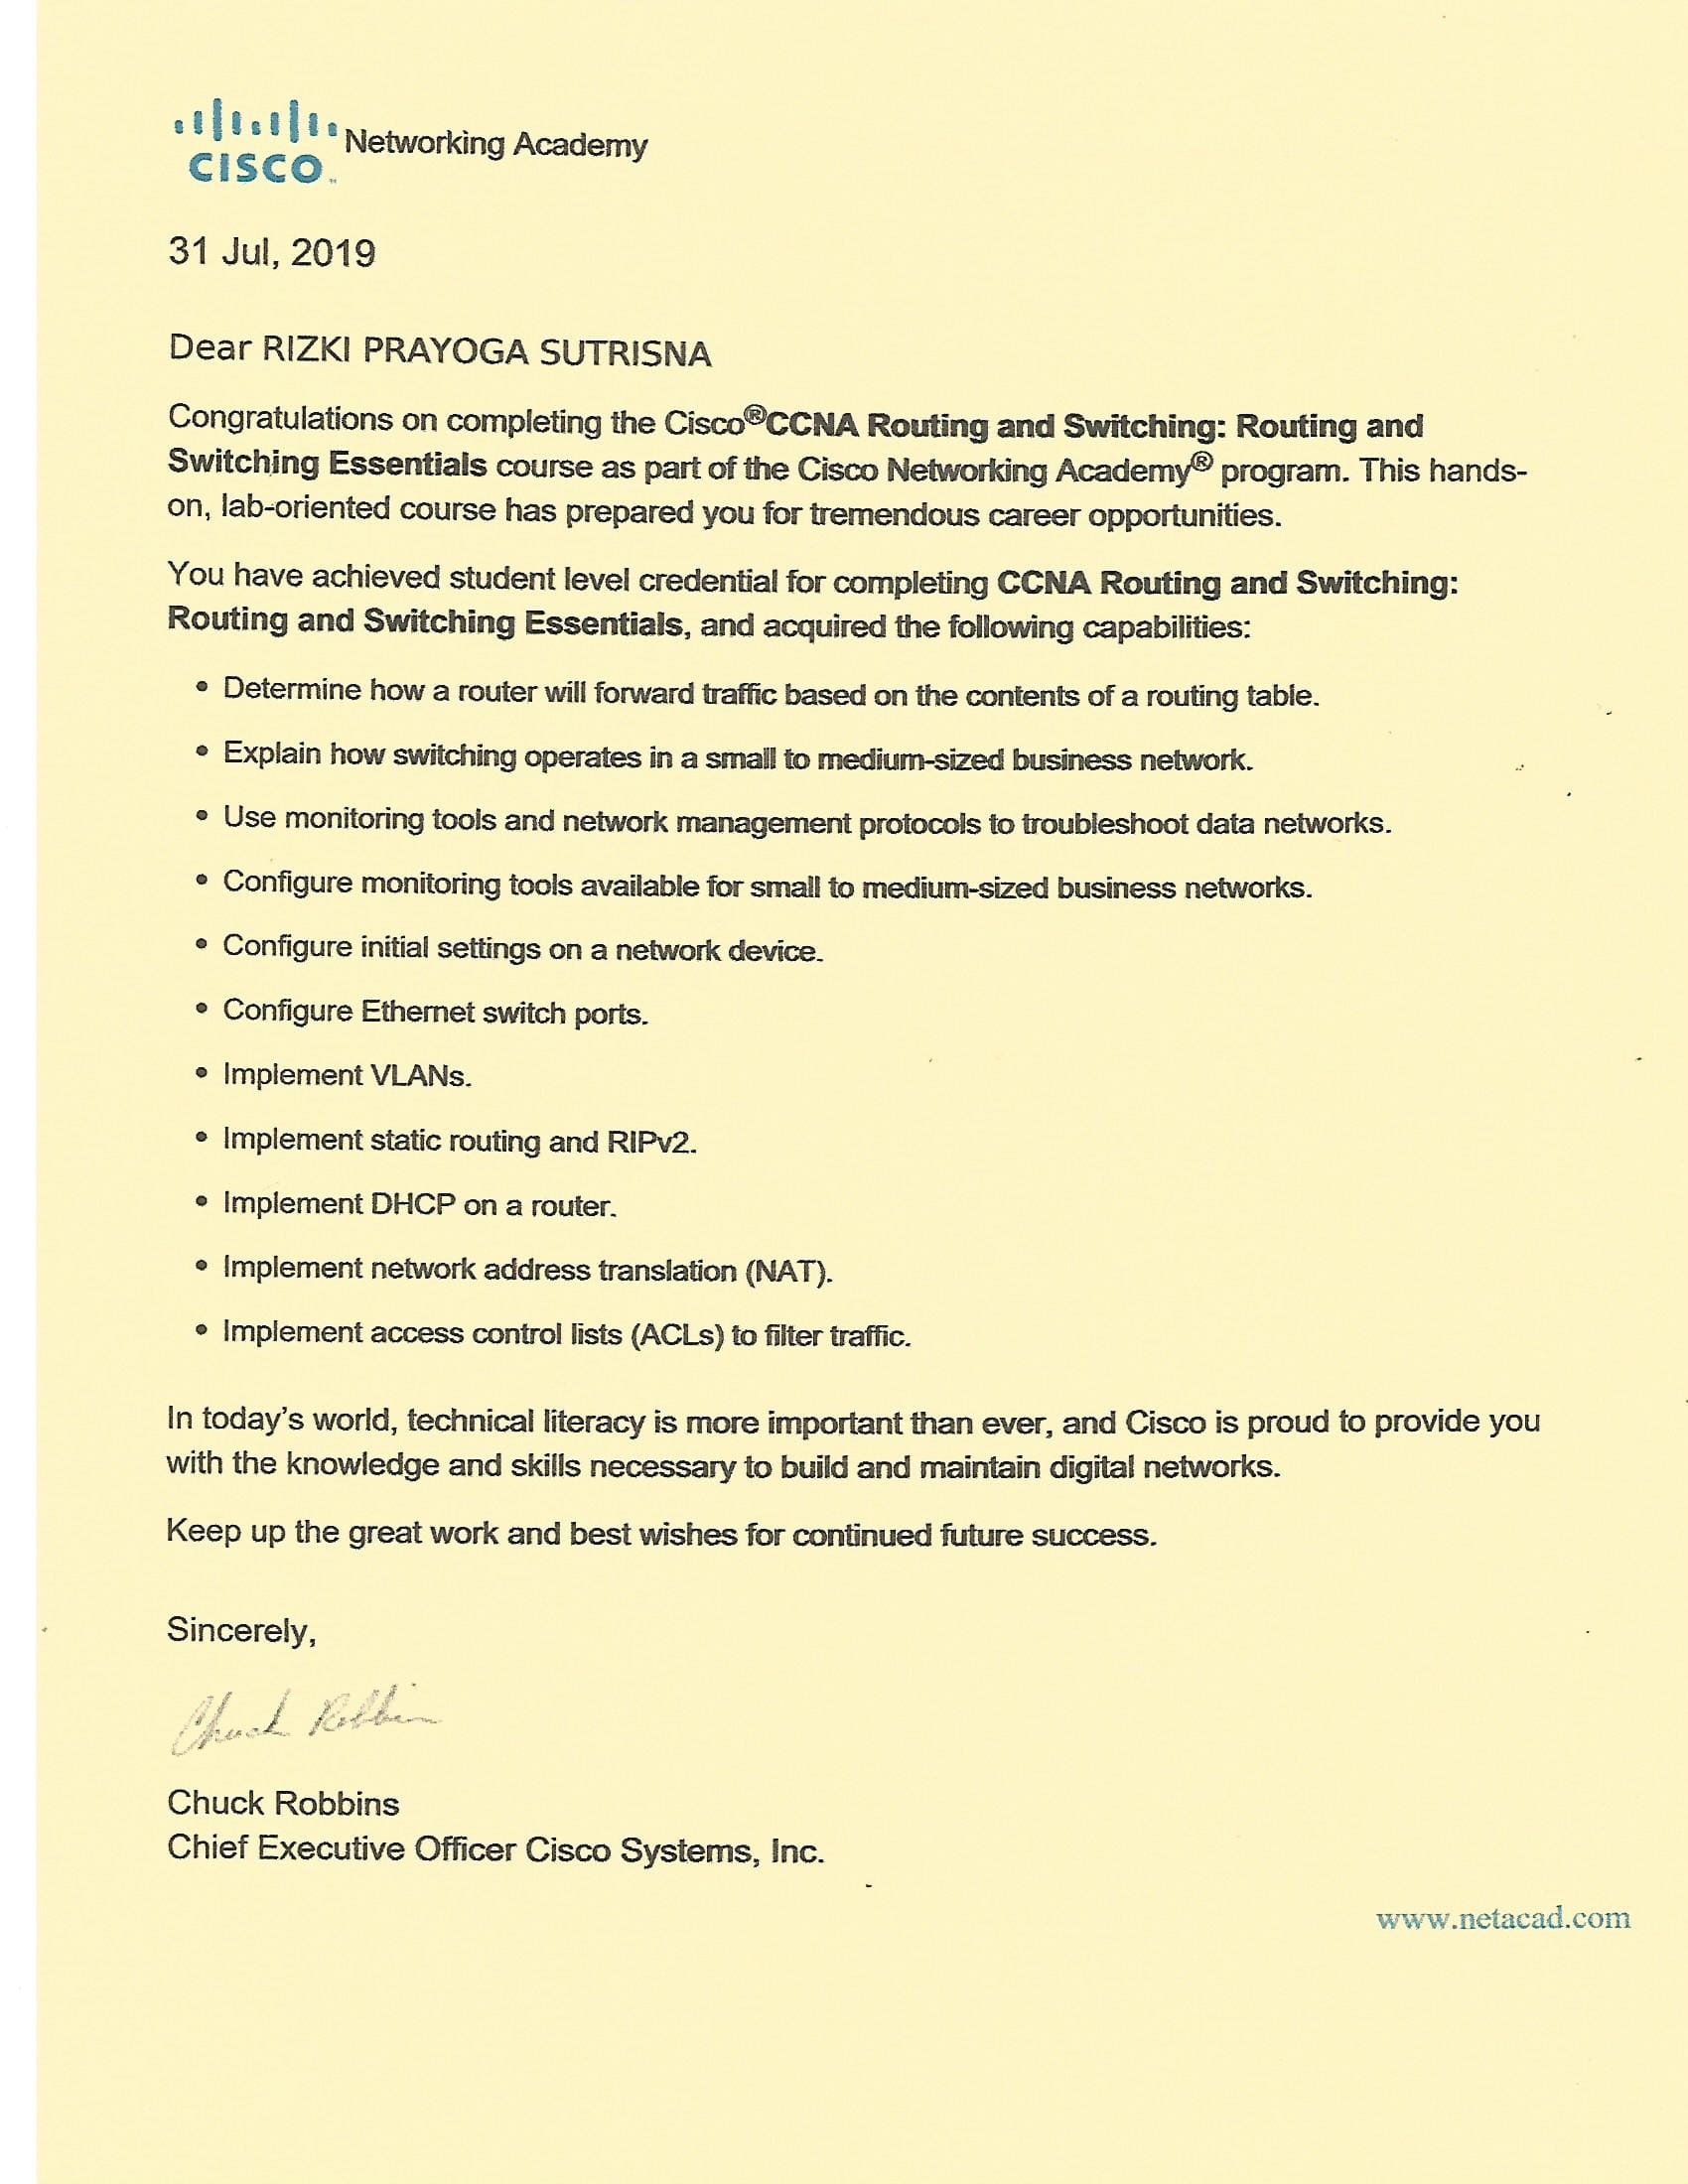 CISCO™ Networking Academy
31 Jul, 2019
Dear RIZKI PRAYOGA SUTRISNA
Congratulations on completing the Cisco®CCNA Routing and Switching: Routing and
Switching Essentials course as part of the Cisco Networking Academy® program. This hands-
on, lab-oriented course has prepared you for tremendous career opportunities.
You have achieved student level credential for completing CCNA Routing and Switching:
Routing and Switching Essentials, and acquired the following capabilities:
• Determine how a router will forward traffic based on the contents of a routing table.
• Explain how switching operates in a small to medium-sized business network.
• Use monitoring tools and network management protocols to troubleshoot data networks.
• Configure monitoring tools available for small to medium-sized business networks.
• Configure initial settings on a network device.
• Configure Ethernet switch ports.
• Implement VLANs.
• Implement static routing and RIPv2.
• Implement DHCP on a router.
• Implement network address translation (NAT).
• Implement access control lists (ACLs) to filter traffic.
In today's world, technical literacy is more important than ever, and Cisco is proud to provide you
with the knowledge and skills necessary to build and maintain digital networks.
Keep up the great work and best wishes for continued future success.
Sincerely,
Chuck Robbins
Chuck Robbins
Chief Executive Officer Cisco Systems, Inc.
www.netacad.com